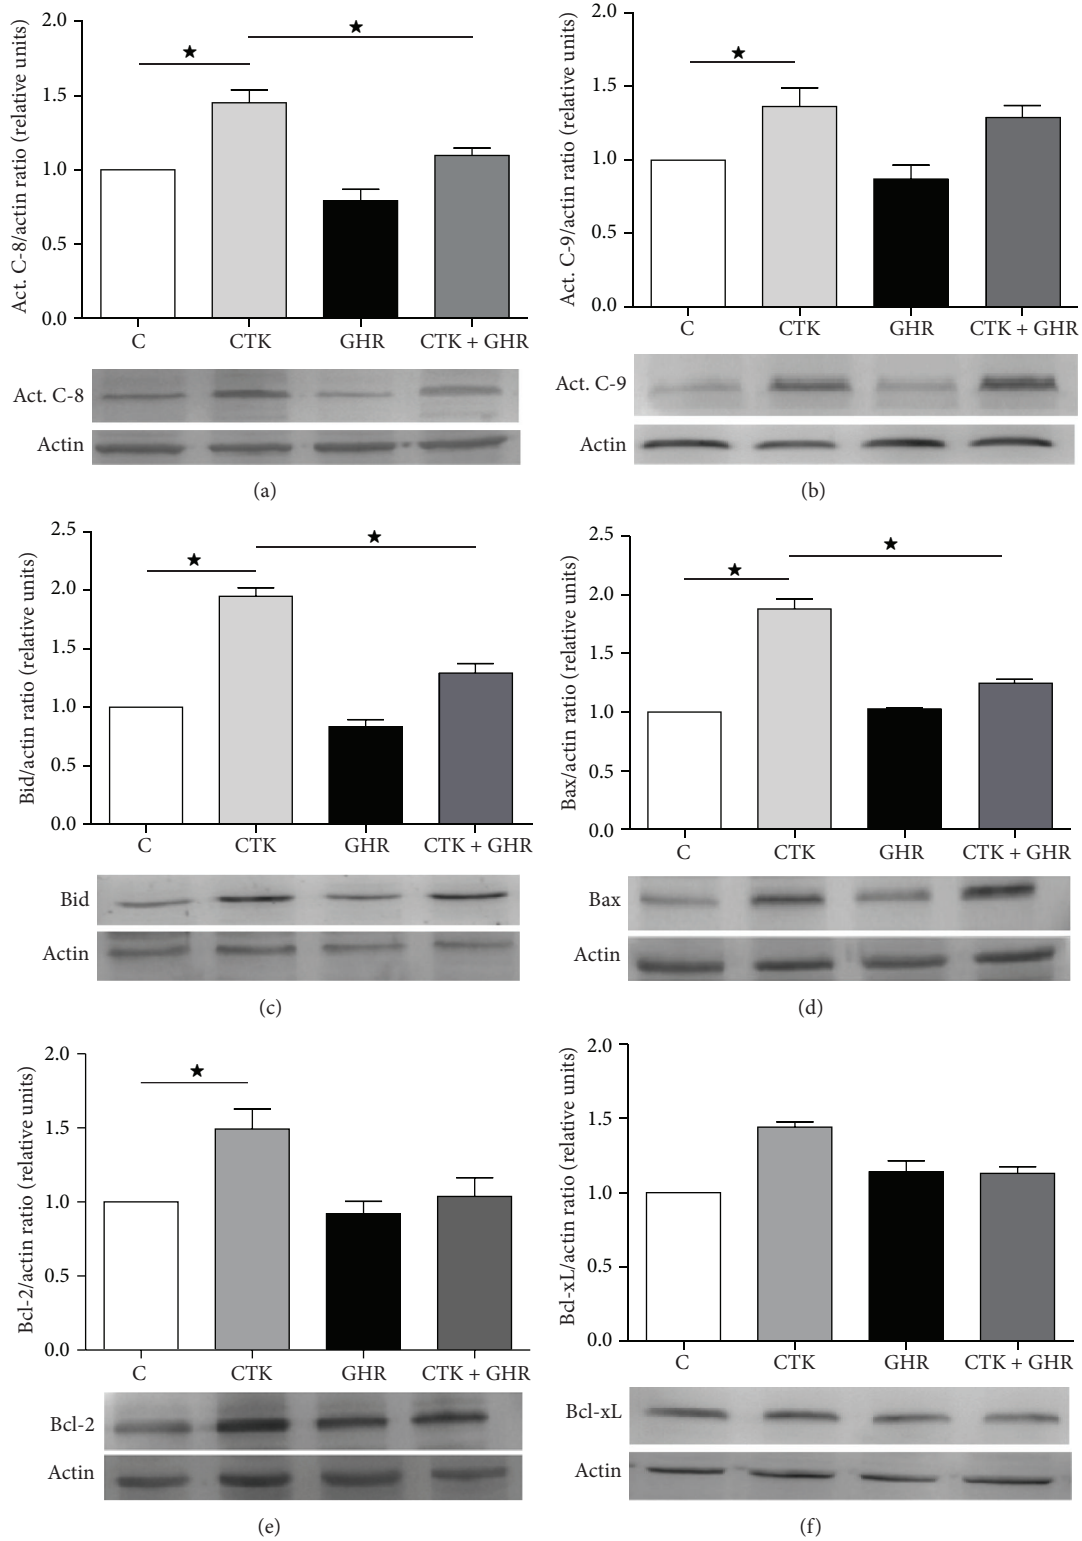 Act. C-8/actin ratio (relative units)
2.0
1.5
1.0
0.5
0.0
C CTK GHR CTK + GHR
Act. C-8
Actin
(a)
Act. C-9/actin ratio (relative units)
2.0
1.5
1.0
0.5
0.0
C CTK GHR CTK + GHR
Act. C-9
Actin
(b)
Bid/actin ratio (relative units)
2.5
2.0
1.5
1.0
0.5
0.0
C CTK GHR CTK + GHR
Bid
Actin
(c)
Bax/actin ratio (relative units)
2.5
2.0
1.5
1.0
0.5
0.0
C CTK GHR CTK + GHR
Bax
Actin
(d)
Bcl-2/actin ratio (relative units)
2.0
1.5
1.0
0.5
0.0
C CTK GHR CTK + GHR
Bcl-2
Actin
(e)
Bcl-xL/actin ratio (relative units)
2.0
1.5
1.0
0.5
0.0
C CTK GHR CTK + GHR
Bcl-xL
Actin
(f)